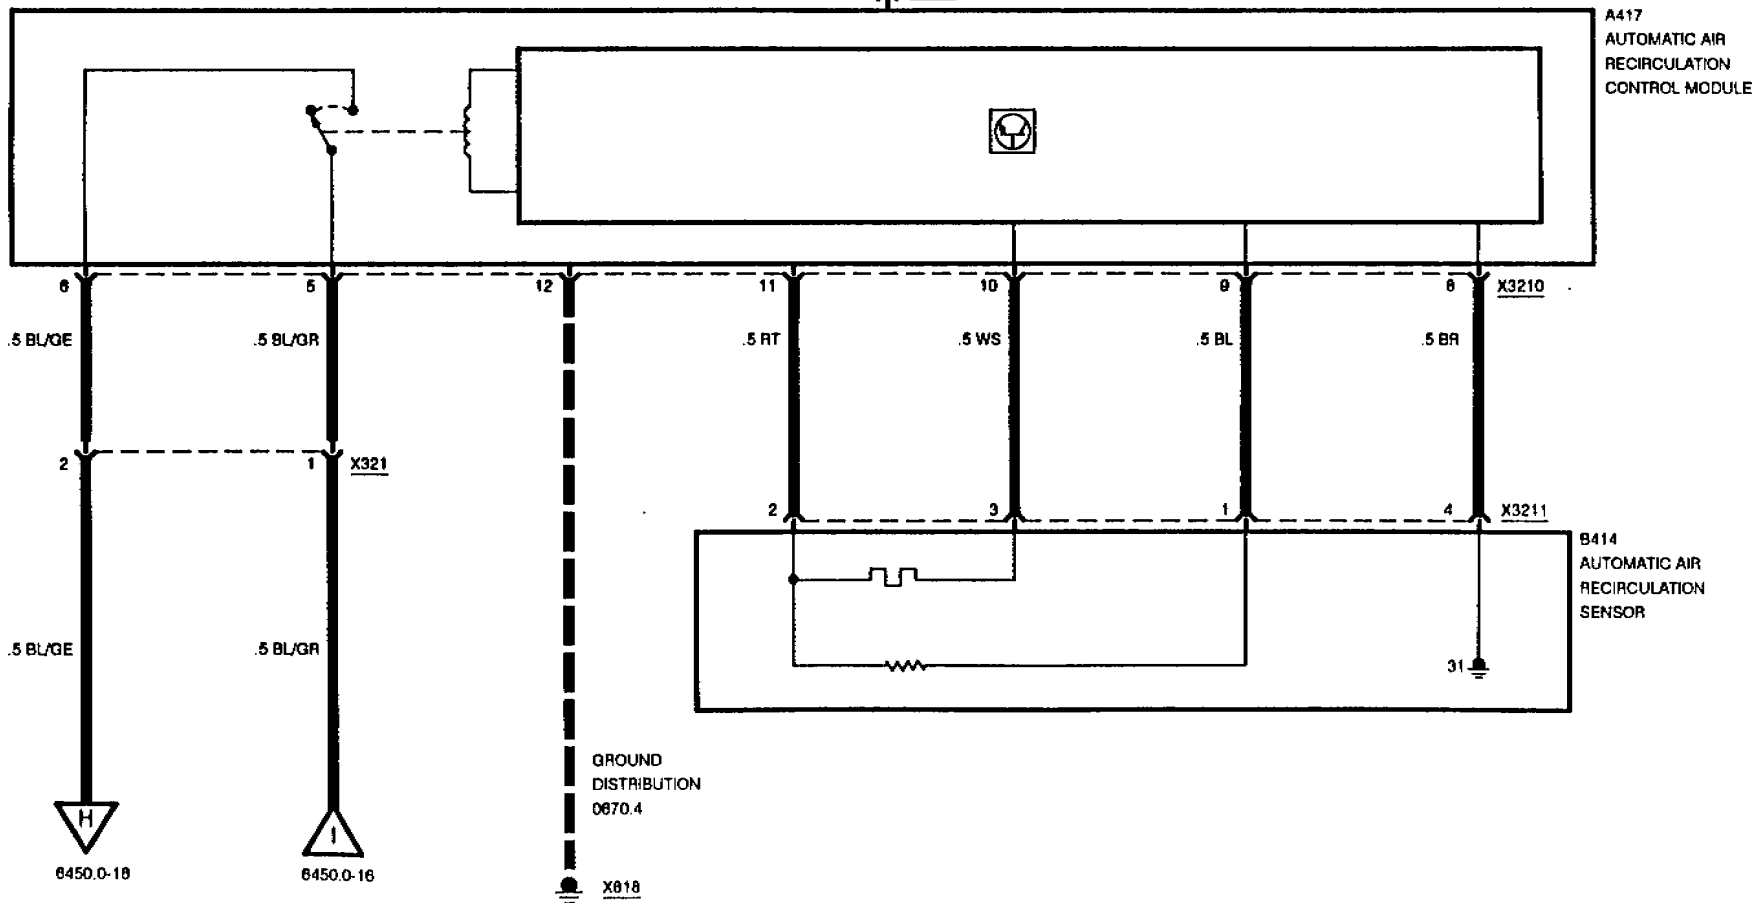 A417
AUTOMATIC AIR
RECIRCULATION
CONTROL MODULE
6 5 12 11 10 9 8 X3210
.5 BL/GE .5 BL/GR .5 RT .5 WS .5 BL .5 BR
2 1 X321
2 3 1 4 X3211
B414
AUTOMATIC AIR
RECIRCULATION
SENSOR
.5 BL/GE .5 BL/GR
31
GROUND
DISTRIBUTION
0670.4
H I
6450.0-16 6450.0-16
X818